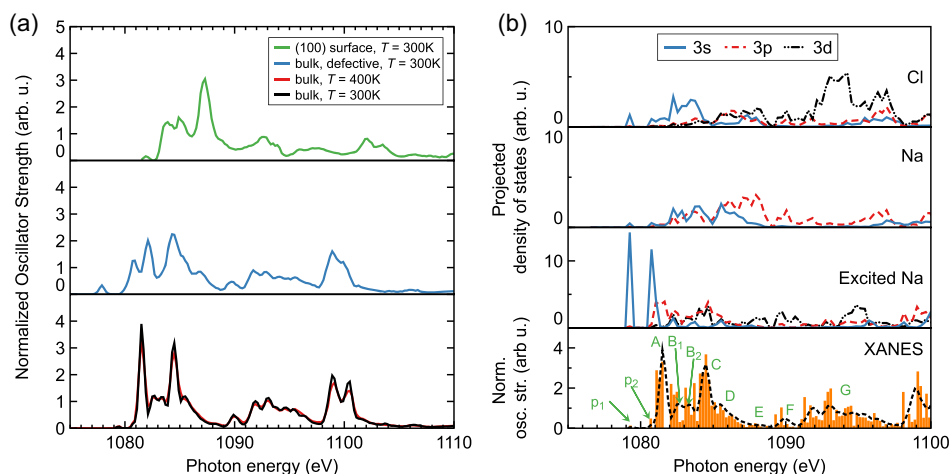 (a)
Normalized Oscillator Strength (arb. u.)
5
4
3
2
1
0
(100) surface, T = 300K
bulk, defective, T = 300K
bulk, T = 400K
bulk, T = 300K
4
3
2
1
0
4
3
2
1
0
1080
1090
1100
1110
Photon energy (eV)
(b)
Projected
density of states
10
0
3s
3p
3d
Cl
10
0
Na
10
0
Excited Na
Norm.
osc. str. (arb u.)
4
2
0
XANES
p1
p2
A
B1
B2
C
D
E
F
G
1080
1090
1100
Photon energy (eV)